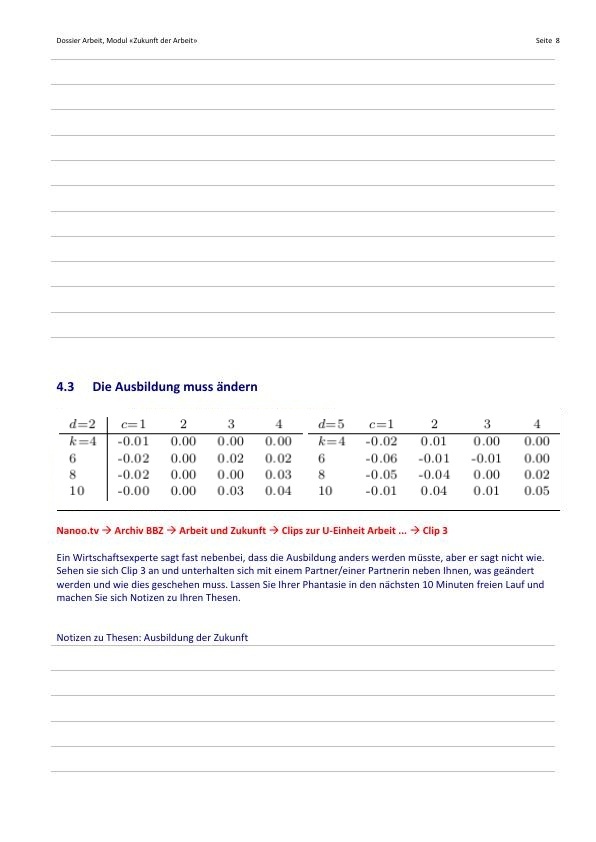 Dossier Arbeit, Modul «Zukunft der Arbeit» Seite 8
4.3 Die Ausbildung muss ändern
d=2 c=1 2 3 4 d=5 c=1 2 3 4
k=4 -0.01 0.00 0.00 0.00 k=4 -0.02 0.01 0.00 0.00
6 -0.02 0.00 0.02 0.02 6 -0.06 -0.01 -0.01 0.00
8 -0.02 0.00 0.00 0.03 8 -0.05 -0.04 0.00 0.02
10 -0.00 0.00 0.03 0.04 10 -0.01 0.04 0.01 0.05
Nanoo.tv → Archiv BBZ → Arbeit und Zukunft → Clips zur U-Einheit Arbeit ... → Clip 3
Ein Wirtschaftsexperte sagt fast nebenbei, dass die Ausbildung anders werden müsste, aber er sagt nicht wie.
Sehen sie sich Clip 3 an und unterhalten sich mit einem Partner/einer Partnerin neben Ihnen, was geändert
werden und wie dies geschehen muss. Lassen Sie Ihrer Phantasie in den nächsten 10 Minuten freien Lauf und
machen Sie sich Notizen zu Ihren Thesen.
Notizen zu Thesen: Ausbildung der Zukunft